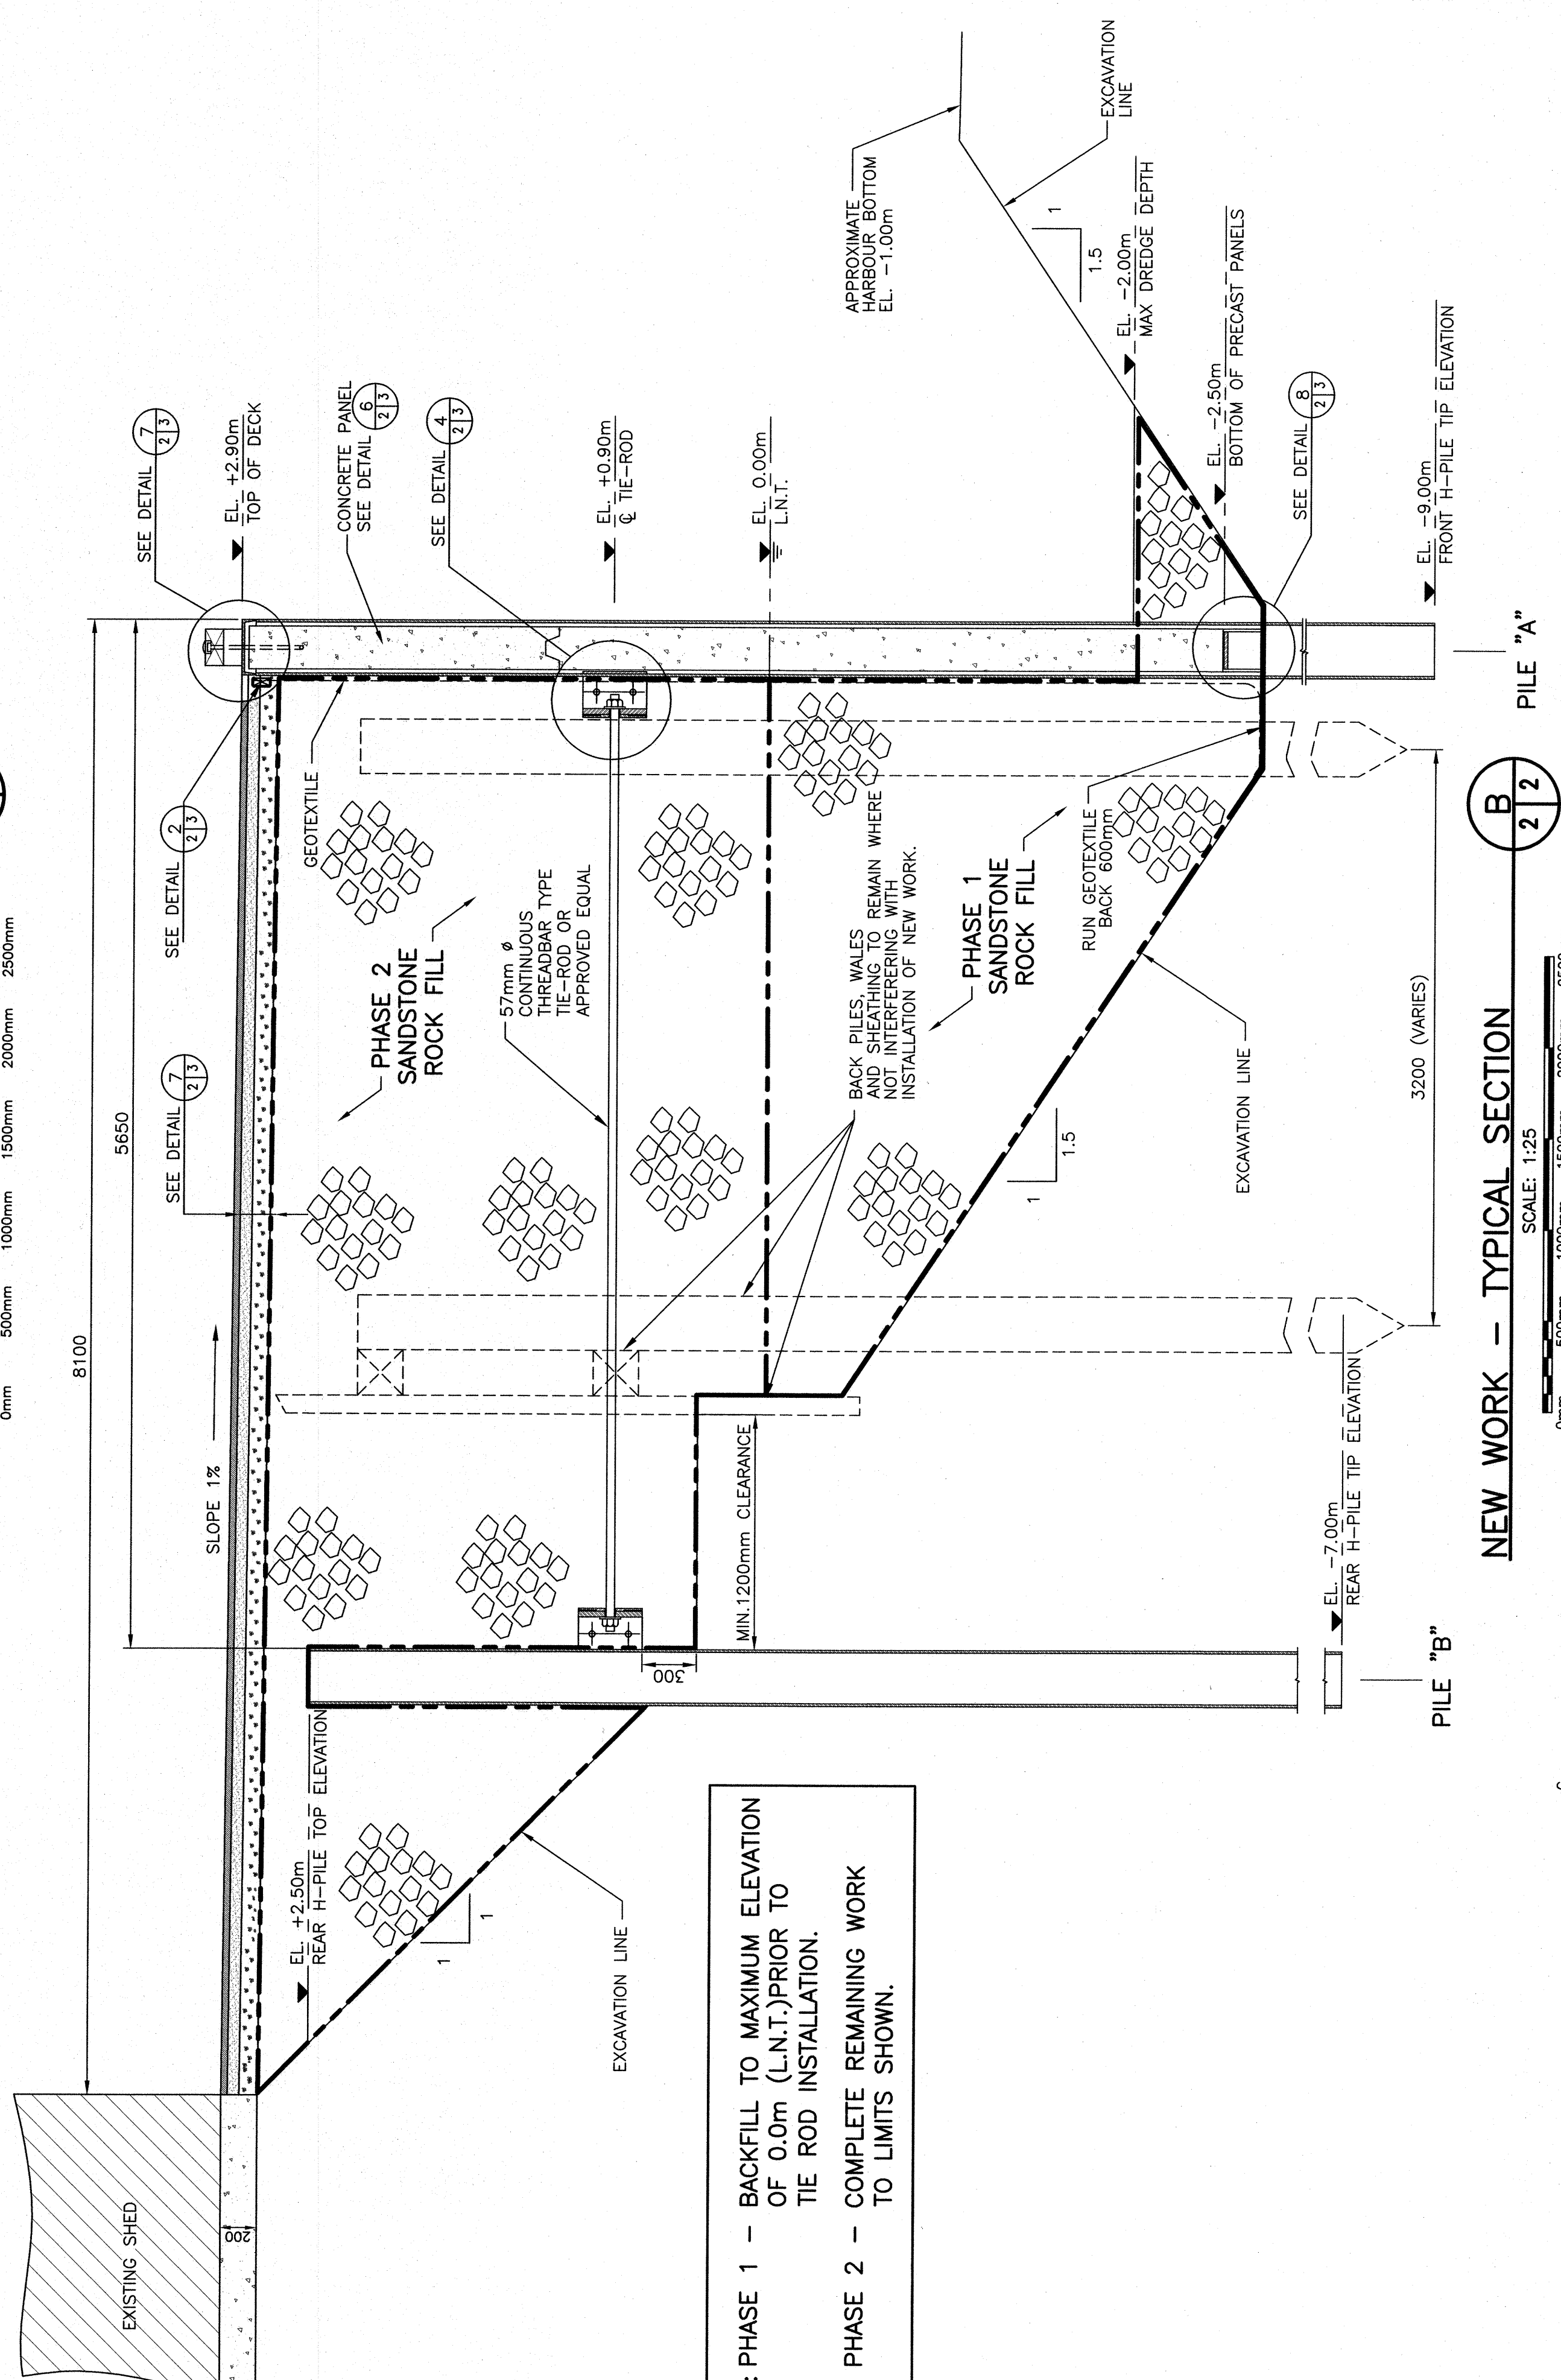 EXISTING SHED
200
8100
5650
SLOPE 1%
SEE DETAIL
7
2 3
SEE DETAIL
2
2 3
SEE DETAIL
7
2 3
EL. +2.90m
TOP OF DECK
CONCRETE PANEL
SEE DETAIL
6
2 3
SEE DETAIL
4
2 3
EL. +0.90m
℄ TIE-ROD
EL. 0.00m
L.N.T.
GEOTEXTILE
PHASE 2
SANDSTONE
ROCK FILL
57mm ø
CONTINUOUS
THREADBAR TYPE
TIE-ROD OR
APPROVED EQUAL
BACK PILES, WALES
AND SHEATHING TO REMAIN WHERE
NOT INTERFERING WITH
INSTALLATION OF NEW WORK.
PHASE 1
SANDSTONE
ROCK FILL
RUN GEOTEXTILE
BACK 600mm
APPROXIMATE
HARBOUR BOTTOM
EL. -1.00m
EXCAVATION
LINE
1
1.5
EL. -2.00m
MAX DREDGE DEPTH
EL. -2.50m
BOTTOM OF PRECAST PANELS
SEE DETAIL
8
2 3
EL. -9.00m
FRONT H-PILE TIP ELEVATION
PILE "A"
EL. +2.50m
REAR H-PILE TOP ELEVATION
1
1
EXCAVATION LINE
300
MIN.1200mm CLEARANCE
1
1.5
EXCAVATION LINE
3200 (VARIES)
EL. -7.00m
REAR H-PILE TIP ELEVATION
PILE "B"
: PHASE 1 - BACKFILL TO MAXIMUM ELEVATION
OF 0.0m (L.N.T.)PRIOR TO
TIE ROD INSTALLATION.
PHASE 2 - COMPLETE REMAINING WORK
TO LIMITS SHOWN.
NEW WORK - TYPICAL SECTION
B
2 2
SCALE: 1:25
0mm 500mm 1000mm 1500mm 2000mm 2500mm